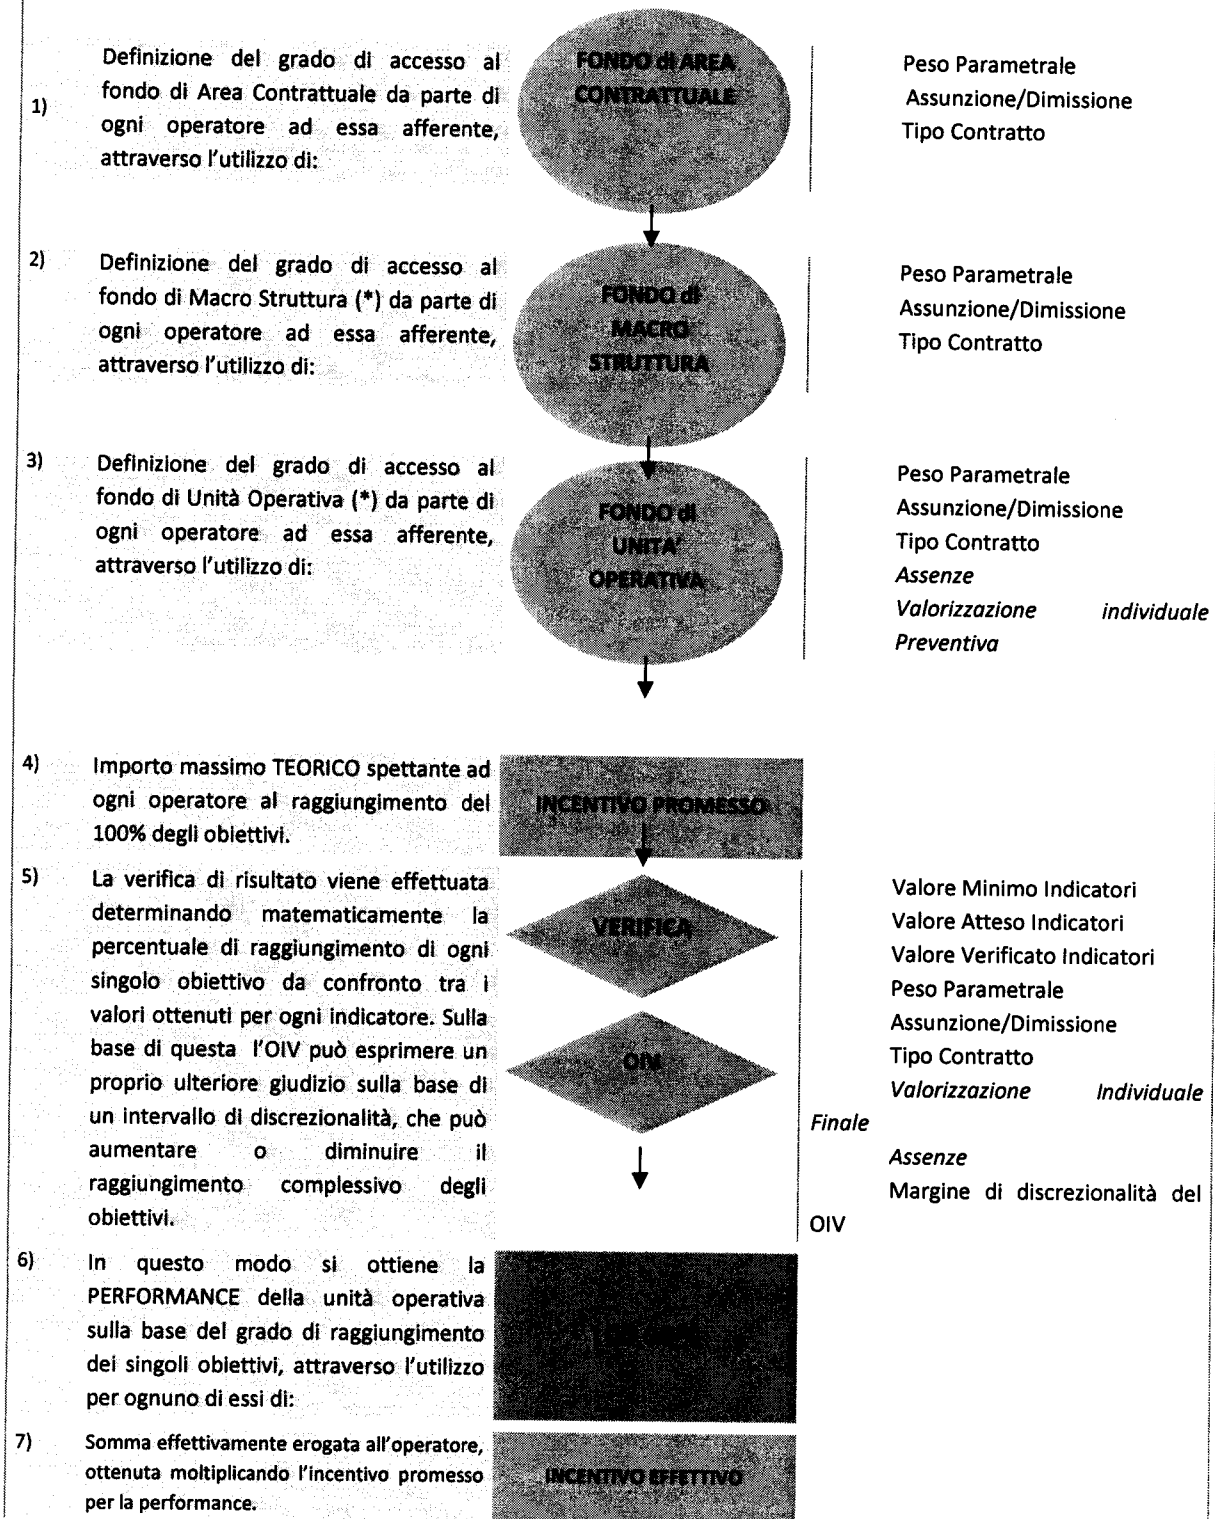 1)
Definizione del grado di accesso al
fondo di Area Contrattuale da parte di
ogni operatore ad essa afferente,
attraverso l'utilizzo di:
FONDO di AREA
CONTRATTUALE
Peso Parametrale
Assunzione/Dimissione
Tipo Contratto
2)
Definizione del grado di accesso al
fondo di Macro Struttura (*) da parte di
ogni operatore ad essa afferente,
attraverso l'utilizzo di:
FONDO di
MACRO
STRUTTURA
Peso Parametrale
Assunzione/Dimissione
Tipo Contratto
3)
Definizione del grado di accesso al
fondo di Unità Operativa (*) da parte di
ogni operatore ad essa afferente,
attraverso l'utilizzo di:
FONDO di
UNITA'
OPERATIVA
Peso Parametrale
Assunzione/Dimissione
Tipo Contratto
Assenze
Valorizzazione individuale
Preventiva
4)
Importo massimo TEORICO spettante ad
ogni operatore al raggiungimento del
100% degli obiettivi.
INCENTIVO PROMESSO
5)
La verifica di risultato viene effettuata
determinando matematicamente la
percentuale di raggiungimento di ogni
singolo obiettivo da confronto tra i
valori ottenuti per ogni indicatore. Sulla
base di questa l'OIV può esprimere un
proprio ulteriore giudizio sulla base di
un intervallo di discrezionalità, che può
aumentare o diminuire il
raggiungimento complessivo degli
obiettivi.
VERIFICA
OIV
Valore Minimo Indicatori
Valore Atteso Indicatori
Valore Verificato Indicatori
Peso Parametrale
Assunzione/Dimissione
Tipo Contratto
Valorizzazione Individuale
Finale
Assenze
Margine di discrezionalità del
OIV
6)
In questo modo si ottiene la
PERFORMANCE della unità operativa
sulla base del grado di raggiungimento
dei singoli obiettivi, attraverso l'utilizzo
per ognuno di essi di:
7)
Somma effettivamente erogata all'operatore,
ottenuta moltiplicando l'incentivo promesso
per la performance.
INCENTIVO EFFETTIVO